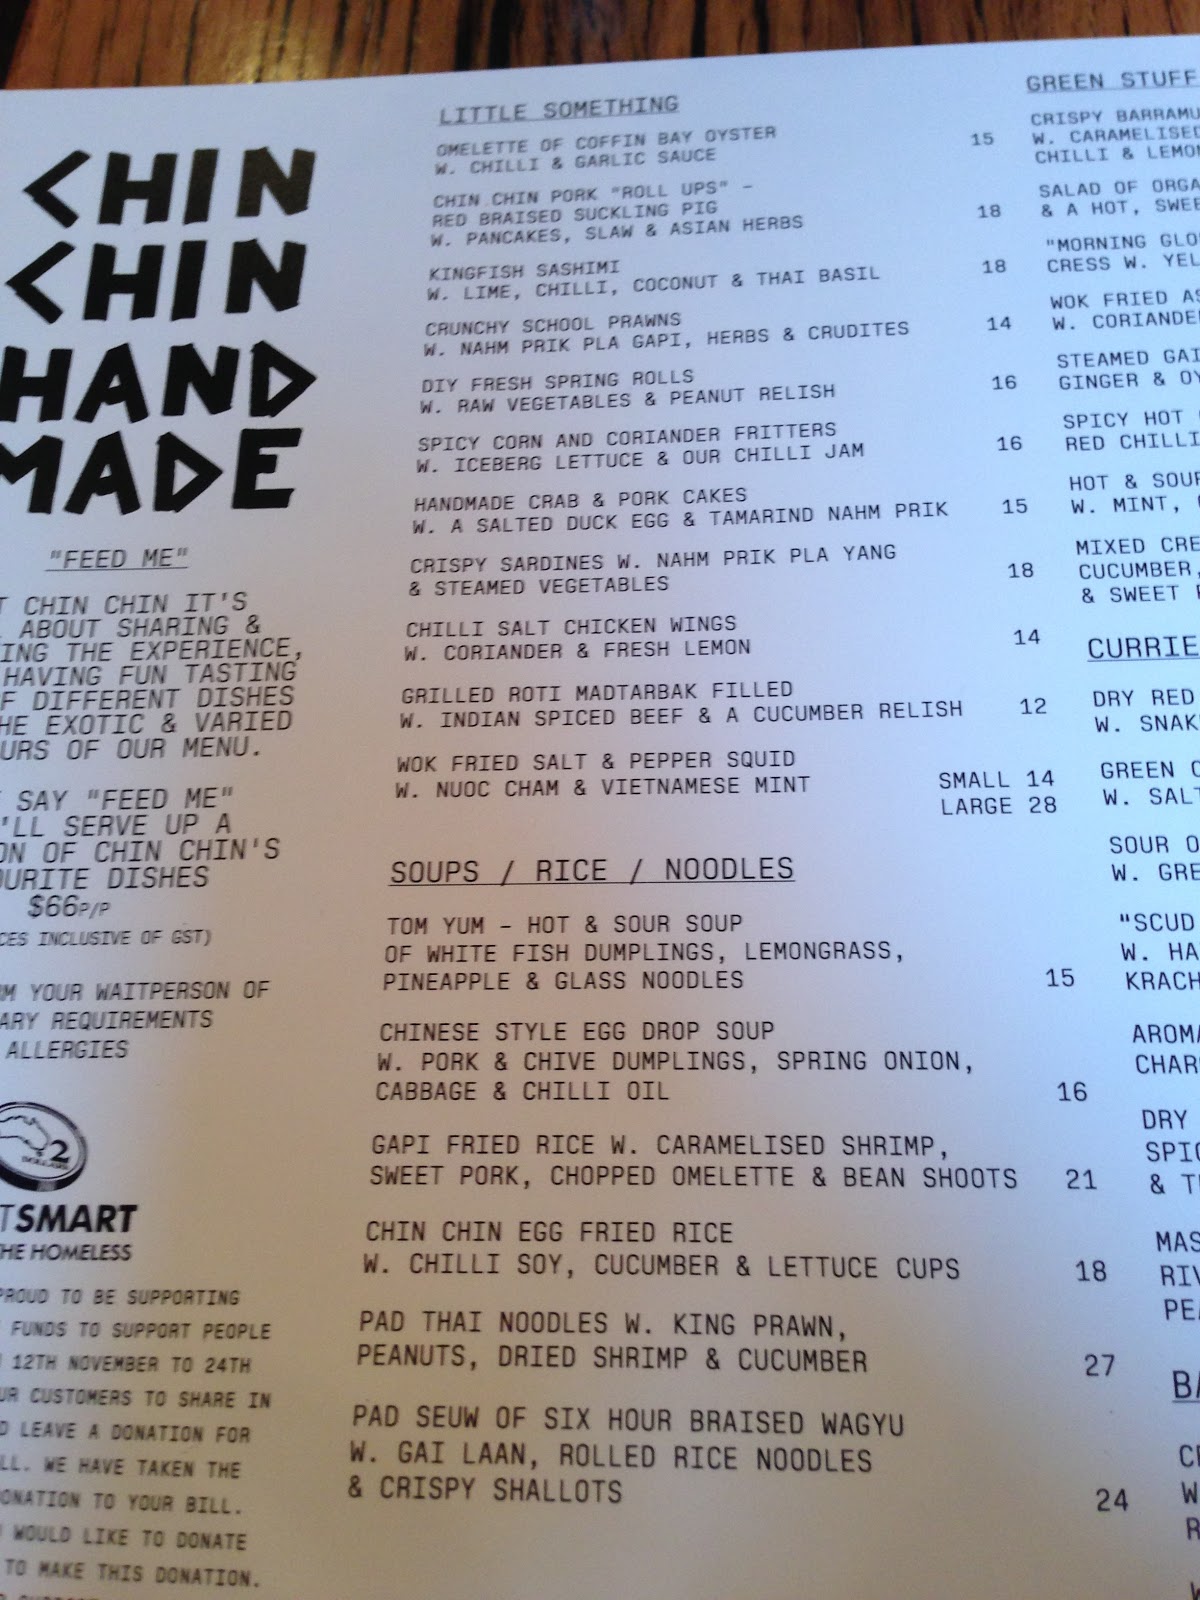 CHIN
CHIN
HAND
MADE
"FEED ME"
CHIN CHIN IT'S
ABOUT SHARING &
THE EXPERIENCE,
HAVING FUN TASTING
DIFFERENT DISHES
EXOTIC & VARIED
OF OUR MENU.
SAY "FEED ME"
SERVE UP A
OF CHIN CHIN'S
DISHES
$66P/P
INCLUSIVE OF GST)
YOUR WAITPERSON OF
REQUIREMENTS
ALLERGIES
2
DOLLARS
SMART
HOMELESS
PROUD TO BE SUPPORTING
FUNDS TO SUPPORT PEOPLE
12TH NOVEMBER TO 24TH
CUSTOMERS TO SHARE IN
LEAVE A DONATION FOR
WE HAVE TAKEN THE
DONATION TO YOUR BILL.
WOULD LIKE TO DONATE
TO MAKE THIS DONATION.
LITTLE SOMETHING
OMELETTE OF COFFIN BAY OYSTER
W. CHILLI & GARLIC SAUCE 15
CHIN CHIN PORK "ROLL UPS" –
RED BRAISED SUCKLING PIG
W. PANCAKES, SLAW & ASIAN HERBS 18
KINGFISH SASHIMI
W. LIME, CHILLI, COCONUT & THAI BASIL 18
CRUNCHY SCHOOL PRAWNS
W. NAHM PRIK PLA GAPI, HERBS & CRUDITES 14
DIY FRESH SPRING ROLLS
W. RAW VEGETABLES & PEANUT RELISH 16
SPICY CORN AND CORIANDER FRITTERS
W. ICEBERG LETTUCE & OUR CHILLI JAM 16
HANDMADE CRAB & PORK CAKES
W. A SALTED DUCK EGG & TAMARIND NAHM PRIK 15
CRISPY SARDINES W. NAHM PRIK PLA YANG
& STEAMED VEGETABLES 18
CHILLI SALT CHICKEN WINGS
W. CORIANDER & FRESH LEMON 14
GRILLED ROTI MADTARBAK FILLED
W. INDIAN SPICED BEEF & A CUCUMBER RELISH 12
WOK FRIED SALT & PEPPER SQUID
W. NUOC CHAM & VIETNAMESE MINT SMALL 14
LARGE 28
SOUPS / RICE / NOODLES
TOM YUM – HOT & SOUR SOUP
OF WHITE FISH DUMPLINGS, LEMONGRASS,
PINEAPPLE & GLASS NOODLES 15
CHINESE STYLE EGG DROP SOUP
W. PORK & CHIVE DUMPLINGS, SPRING ONION,
CABBAGE & CHILLI OIL 16
GAPI FRIED RICE W. CARAMELISED SHRIMP,
SWEET PORK, CHOPPED OMELETTE & BEAN SHOOTS 21
CHIN CHIN EGG FRIED RICE
W. CHILLI SOY, CUCUMBER & LETTUCE CUPS 18
PAD THAI NOODLES W. KING PRAWN,
PEANUTS, DRIED SHRIMP & CUCUMBER 27
PAD SEUW OF SIX HOUR BRAISED WAGYU
W. GAI LAAN, ROLLED RICE NOODLES
& CRISPY SHALLOTS 24
GREEN STUFF
CRISPY
W. CARAMELISED
CHILLI &
SALAD OF
& A HOT,
"MORNING
CRESS W.
WOK FRIED
W.
STEAMED
GINGER &
SPICY HOT
RED
HOT &
W. MINT,
MIXED
CUCUMBER,
& SWEET
DRY RED
W.
GREEN
W.
SOUR
W.
"SCUD
W.
DRY
&